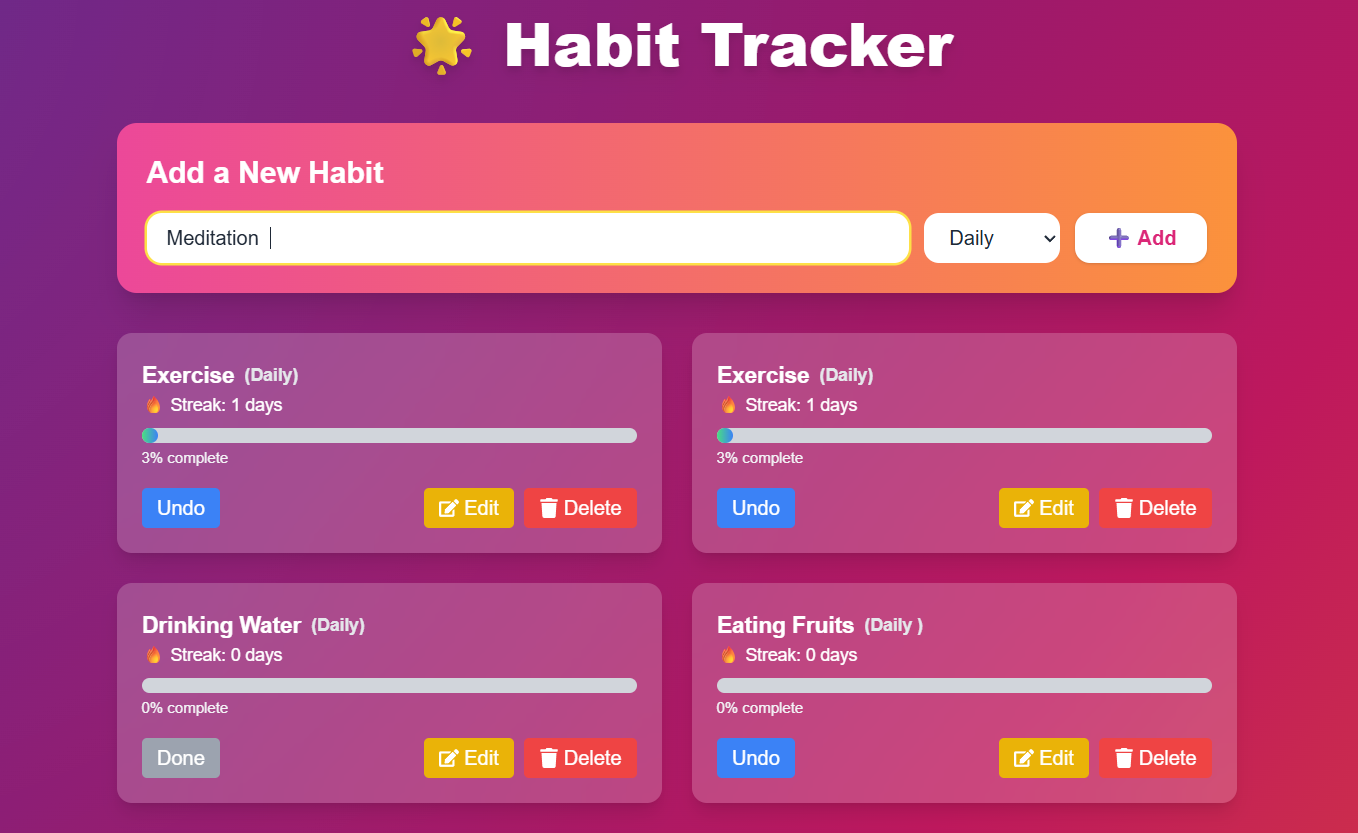 Habit Tracker
Add a New Habit
Meditation
Daily
Add
Exercise (Daily)
Streak: 1 days
3% complete
Undo Edit Delete
Exercise (Daily)
Streak: 1 days
3% complete
Undo Edit Delete
Drinking Water (Daily)
Streak: 0 days
0% complete
Done Edit Delete
Eating Fruits (Daily )
Streak: 0 days
0% complete
Undo Edit Delete